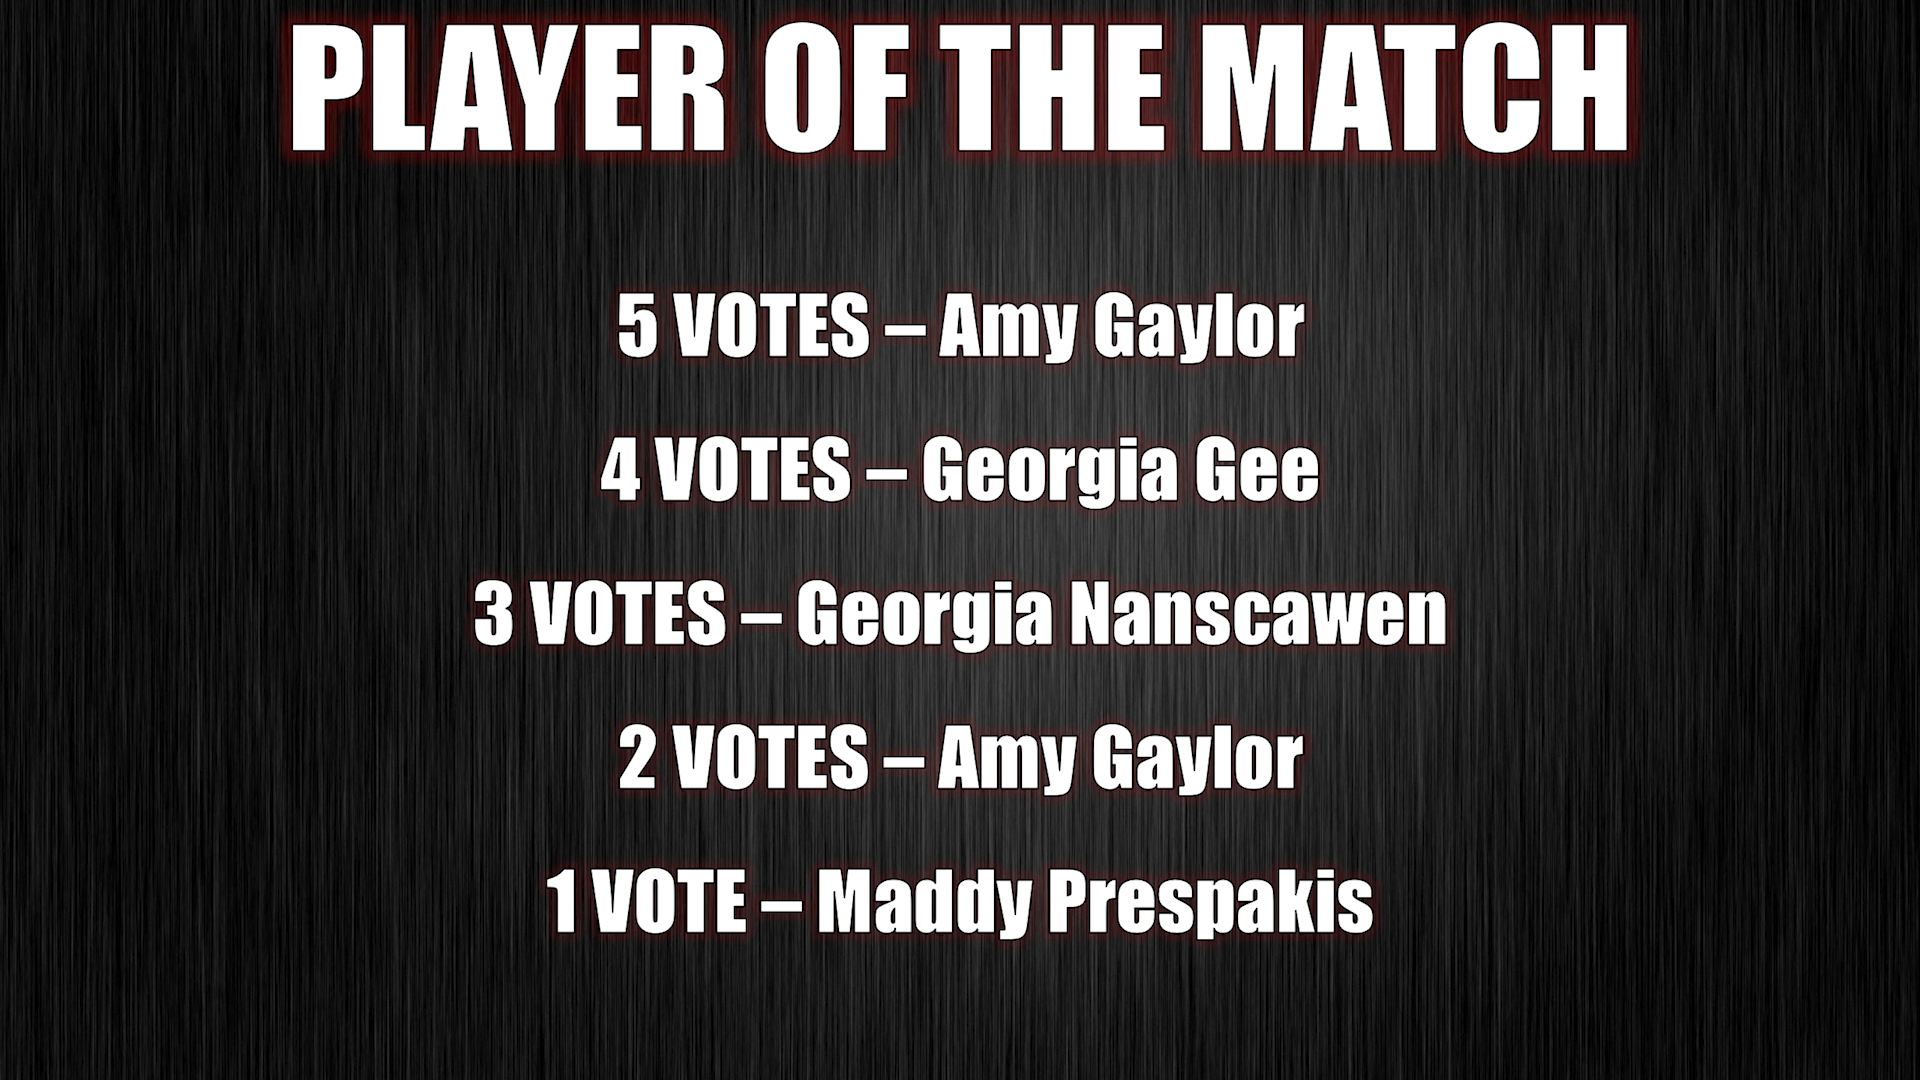 PLAYER OF THE MATCH
5 VOTES – Amy Gaylor
4 VOTES – Georgia Gee
3 VOTES – Georgia Nanscawen
2 VOTES – Amy Gaylor
1 VOTE – Maddy Prespakis